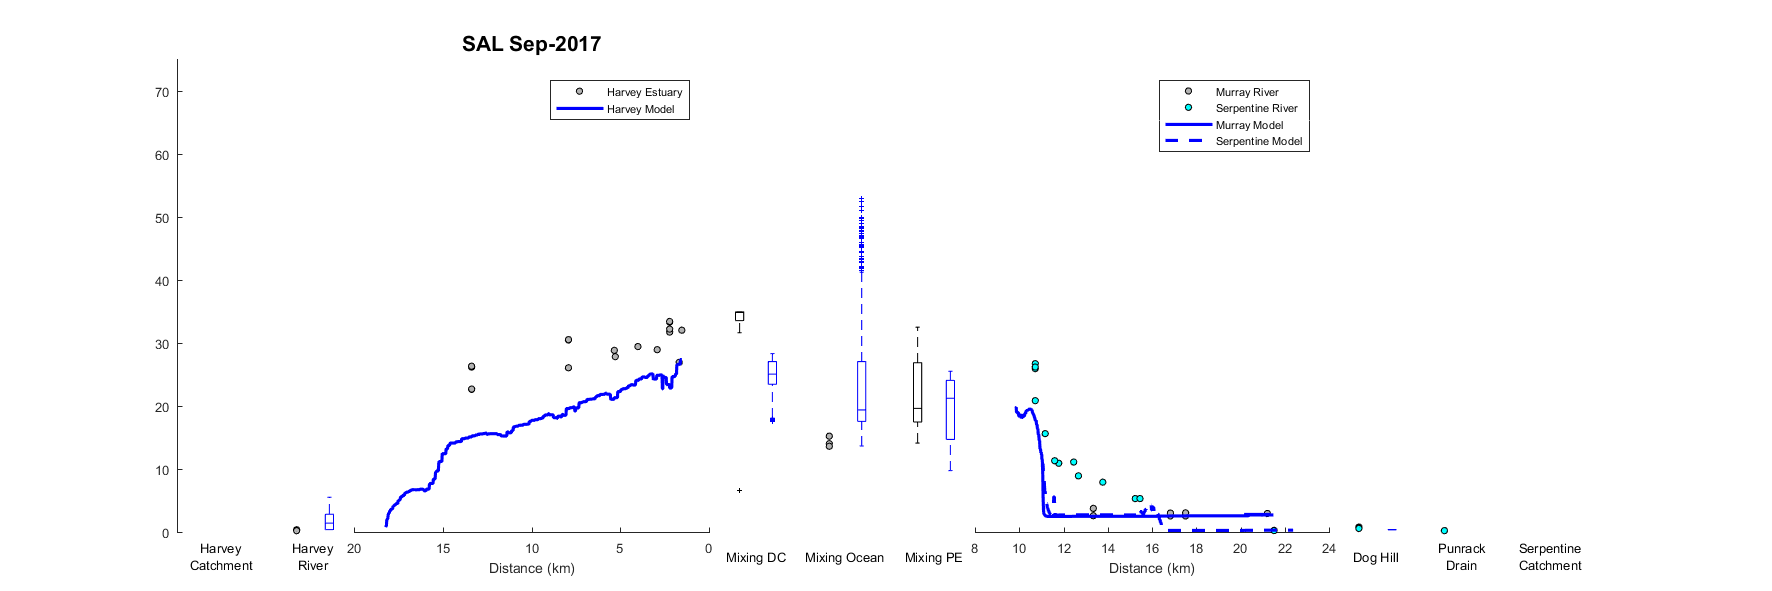 SAL Sep-2017
70
60
50
40
30
20
10
0
Harvey Estuary
Harvey Model
Murray River
Serpentine River
Murray Model
Serpentine Model
Harvey
Catchment
Harvey
River
20 15 10 5 0
Distance (km)
Mixing DC
Mixing Ocean
Mixing PE
8 10 12 14 16 18 20 22 24
Distance (km)
Dog Hill
Punrack
Drain
Serpentine
Catchment